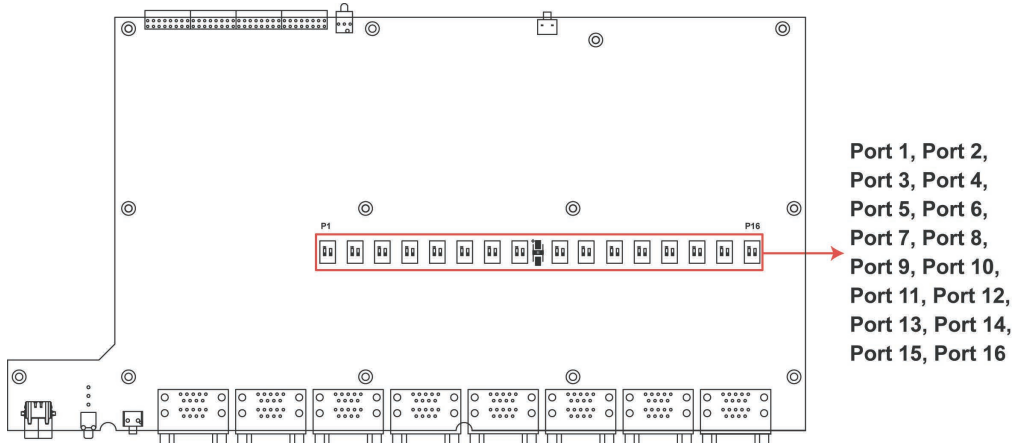 P1
P16
Port 1, Port 2,
Port 3, Port 4,
Port 5, Port 6,
Port 7, Port 8,
Port 9, Port 10,
Port 11, Port 12,
Port 13, Port 14,
Port 15, Port 16